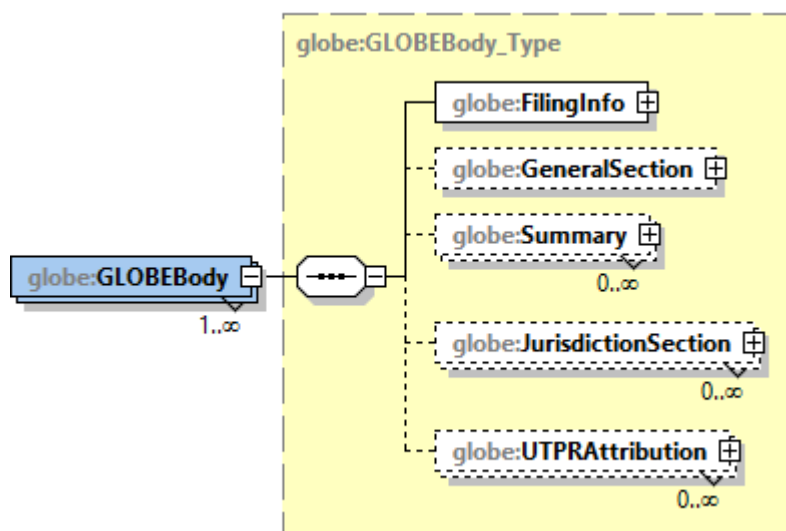 globe:GLOBEBody_Type
globe:FilingInfo
globe:GeneralSection
globe:Summary
0..∞
globe:GLOBEBody
1..∞
globe:JurisdictionSection
0..∞
globe:UTPRAttribution
0..∞